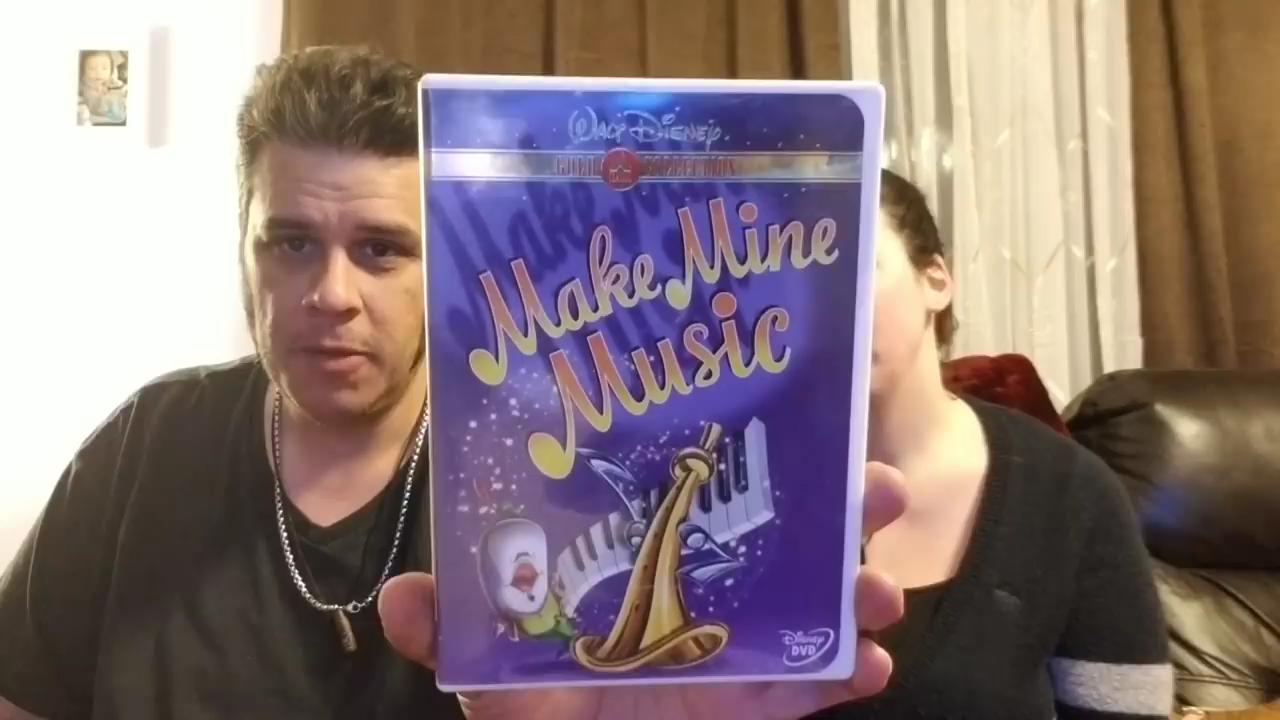 Walt Disney
GOLD COLLECTION
Make Mine
Music
Disney
DVD